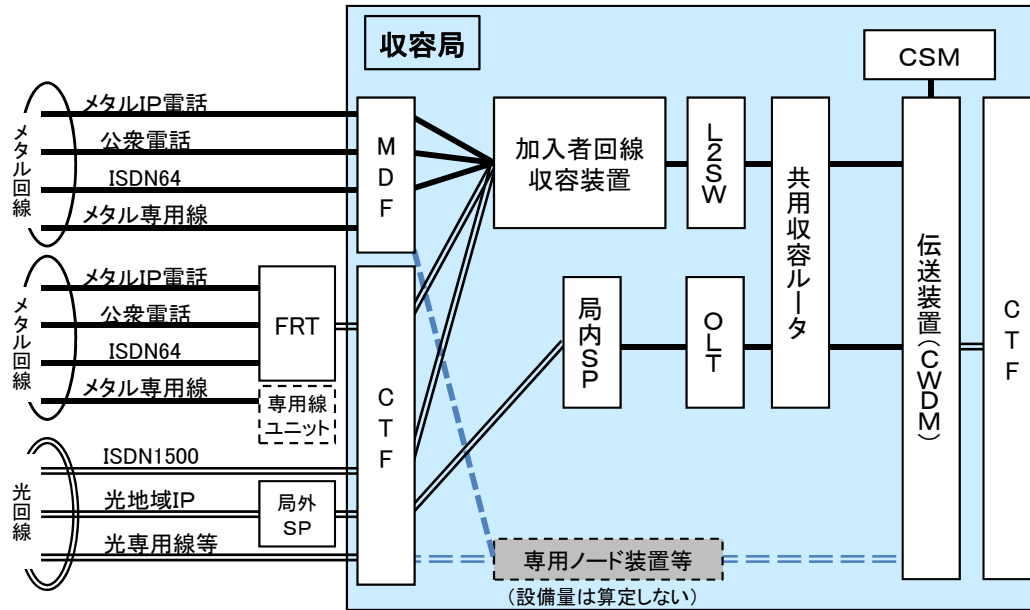 収容局
CSM
メタルIP電話
公衆電話
ISDN64
メタル専用線
メタル回線
MDF
加入者回線
収容装置
L2SW
共用収容ルータ
伝送装置(CWDM)
CTF
メタルIP電話
公衆電話
ISDN64
メタル専用線
メタル回線
FRT
専用線
ユニット
CTF
局内SP
OLT
ISDN1500
光地域IP
光専用線等
光回線
局外
SP
専用ノード装置等
(設備量は算定しない)